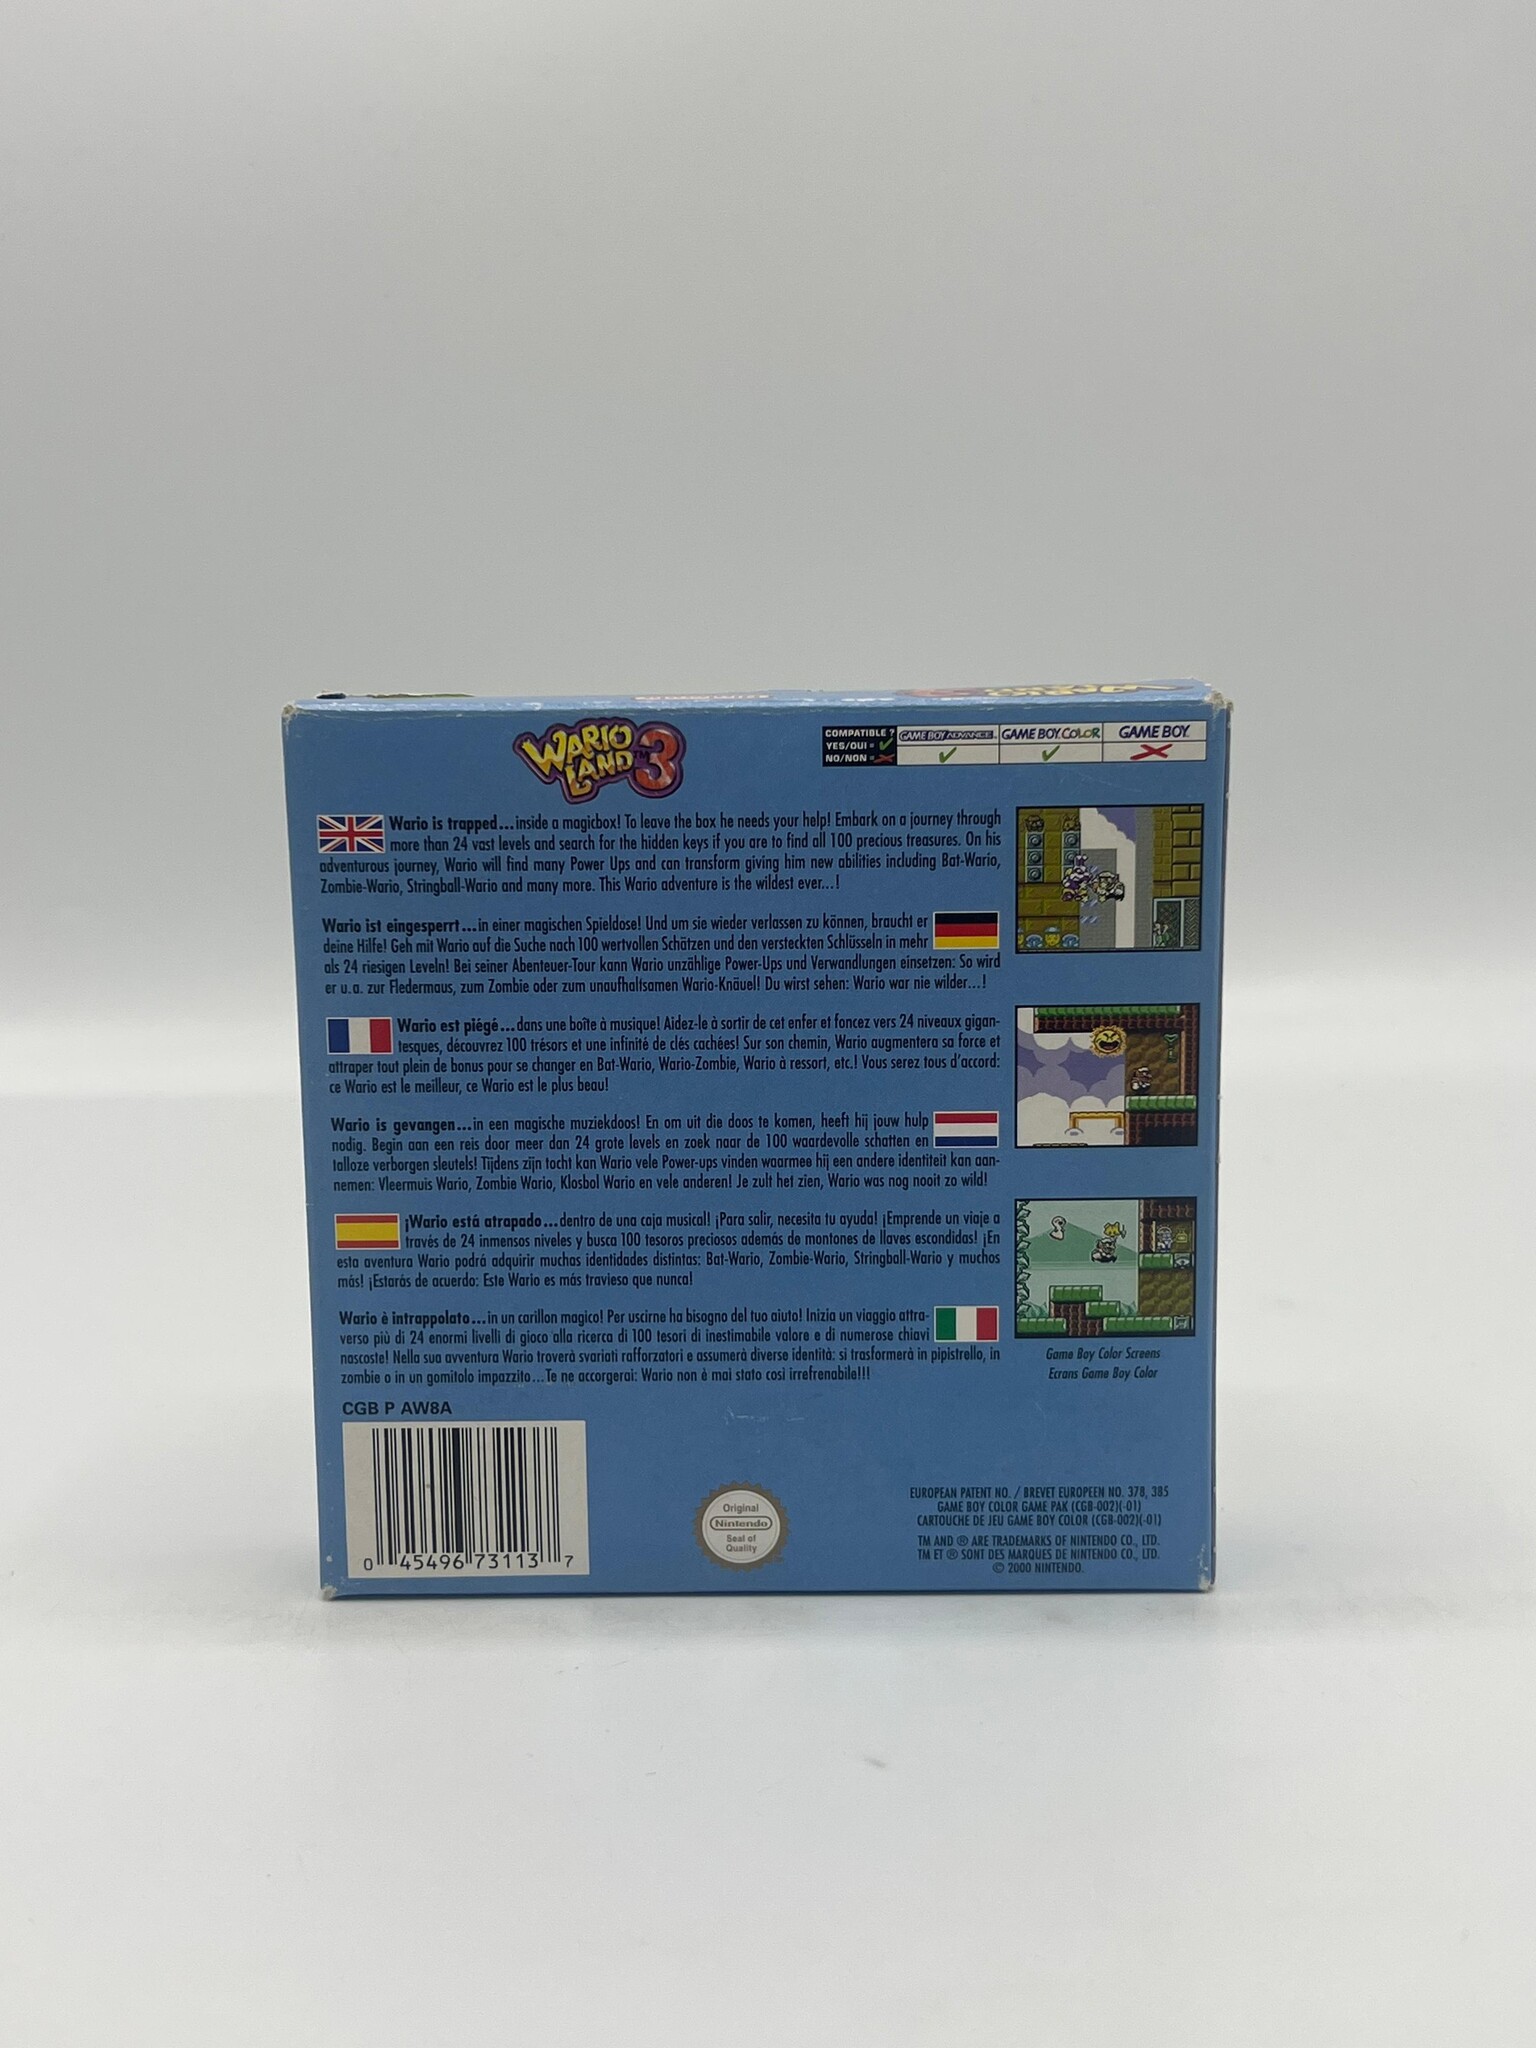 WARIO LAND™ 3
COMPATIBLE ?
YES/OUI = ✓
NO/NON = ✗
GAME BOY ADVANCE
GAME BOY COLOR
GAME BOY
Wario is trapped...inside a magicbox! To leave the box he needs your help! Embark on a journey through
more than 24 vast levels and search for the hidden keys if you are to find all 100 precious treasures. On his
adventurous journey, Wario will find many Power Ups and can transform giving him new abilities including Bat-Wario,
Zombie-Wario, Stringball-Wario and many more. This Wario adventure is the wildest ever...!
Wario ist eingesperrt...in einer magischen Spieldose! Und um sie wieder verlassen zu können, braucht er
deine Hilfe! Geh mit Wario auf die Suche nach 100 wertvollen Schätzen und den versteckten Schlüsseln in mehr
als 24 riesigen Leveln! Bei seiner Abenteuer-Tour kann Wario unzählige Power-Ups und Verwandlungen einsetzen: So wird
er u.a. zur Fledermaus, zum Zombie oder zum unaufhaltsamen Wario-Knäuel! Du wirst sehen: Wario war nie wilder...!
Wario est piégé...dans une boîte à musique! Aidez-le à sortir de cet enfer et foncez vers 24 niveaux gigan-
tesques, découvrez 100 trésors et une infinité de clés cachées! Sur son chemin, Wario augmentera sa force et
attraper tout plein de bonus pour se changer en Bat-Wario, Wario-Zombie, Wario à ressort, etc.! Vous serez tous d'accord:
ce Wario est le meilleur, ce Wario est le plus beau!
Wario is gevangen...in een magische muziekdoos! En om uit die doos te komen, heeft hij jouw hulp
nodig. Begin aan een reis door meer dan 24 grote levels en zoek naar de 100 waardevolle schatten en
talloze verborgen sleutels! Tijdens zijn tocht kan Wario vele Power-ups vinden waarmee hij een andere identiteit kan aan-
nemen: Vleermuis Wario, Zombie Wario, Klosbol Wario en vele anderen! Je zult het zien, Wario was nog nooit zo wild!
¡Wario está atrapado...dentro de una caja musical! ¡Para salir, necesita tu ayuda! ¡Emprende un viaje a
través de 24 inmensos niveles y busca 100 tesoros preciosos además de montones de llaves escondidas! ¡En
esta aventura Wario podrá adquirir muchas identidades distintas: Bat-Wario, Zombie-Wario, Stringball-Wario y muchos
más! ¡Estarás de acuerdo: Este Wario es más travieso que nunca!
Wario è intrappolato...in un carillon magico! Per uscirne ha bisogno del tuo aiuto! Inizia un viaggio attra-
verso più di 24 enormi livelli di gioco alla ricerca di 100 tesori di inestimabile valore e di numerose chiavi
nascoste! Nella sua avventura Wario troverà svariati rafforzatori e assumerà diverse identità: si trasformerà in pipistrello, in
zombie o in un gomitolo impazzito...Te ne accorgerai: Wario non è mai stato così irrefrenabile!!!
Game Boy Color Screens
Ecrans Game Boy Color
CGB P AW8A
0 45496 73113 7
Original
Nintendo
Seal of
Quality
EUROPEAN PATENT NO. / BREVET EUROPEEN NO. 378, 385
GAME BOY COLOR GAME PAK (CGB-002)(-01)
CARTOUCHE DE JEU GAME BOY COLOR (CGB-002)(-01)
TM AND ® ARE TRADEMARKS OF NINTENDO CO., LTD.
TM ET ® SONT DES MARQUES DE NINTENDO CO., LTD.
© 2000 NINTENDO.